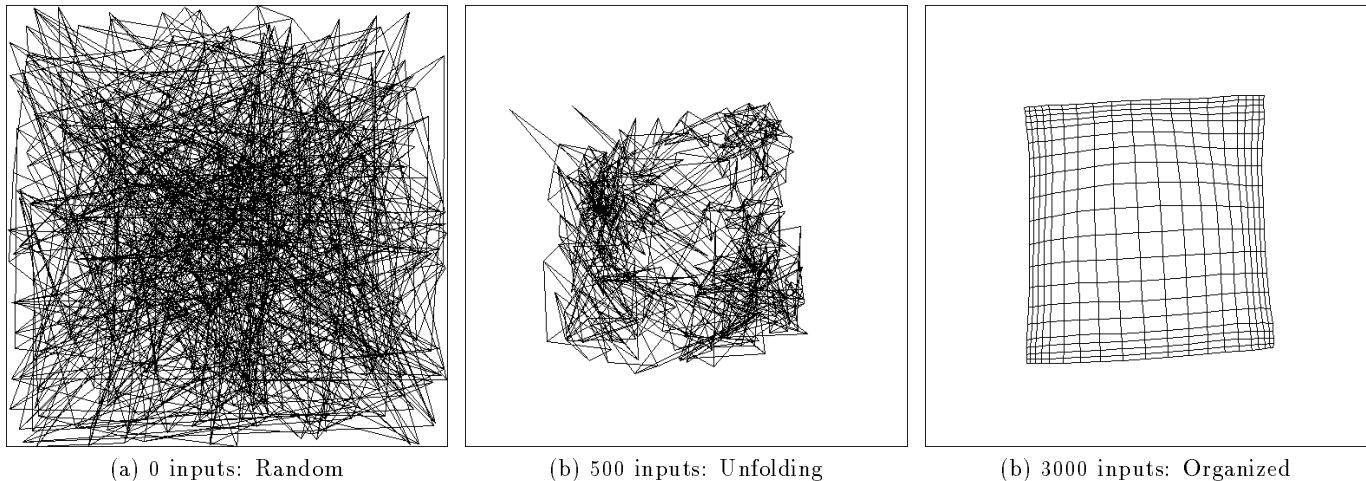 (a) 0 inputs: Random
(b) 500 inputs: Unfolding
(b) 3000 inputs: Organized